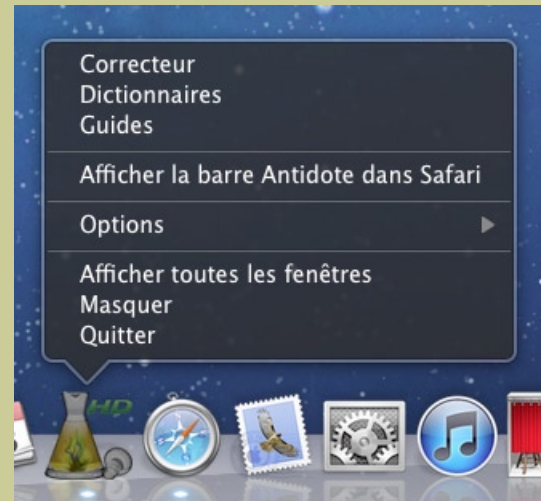 Correcteur
Dictionnaires
Guides
Afficher la barre Antidote dans Safari
Options
Afficher toutes les fenêtres
Masquer
Quitter
HD